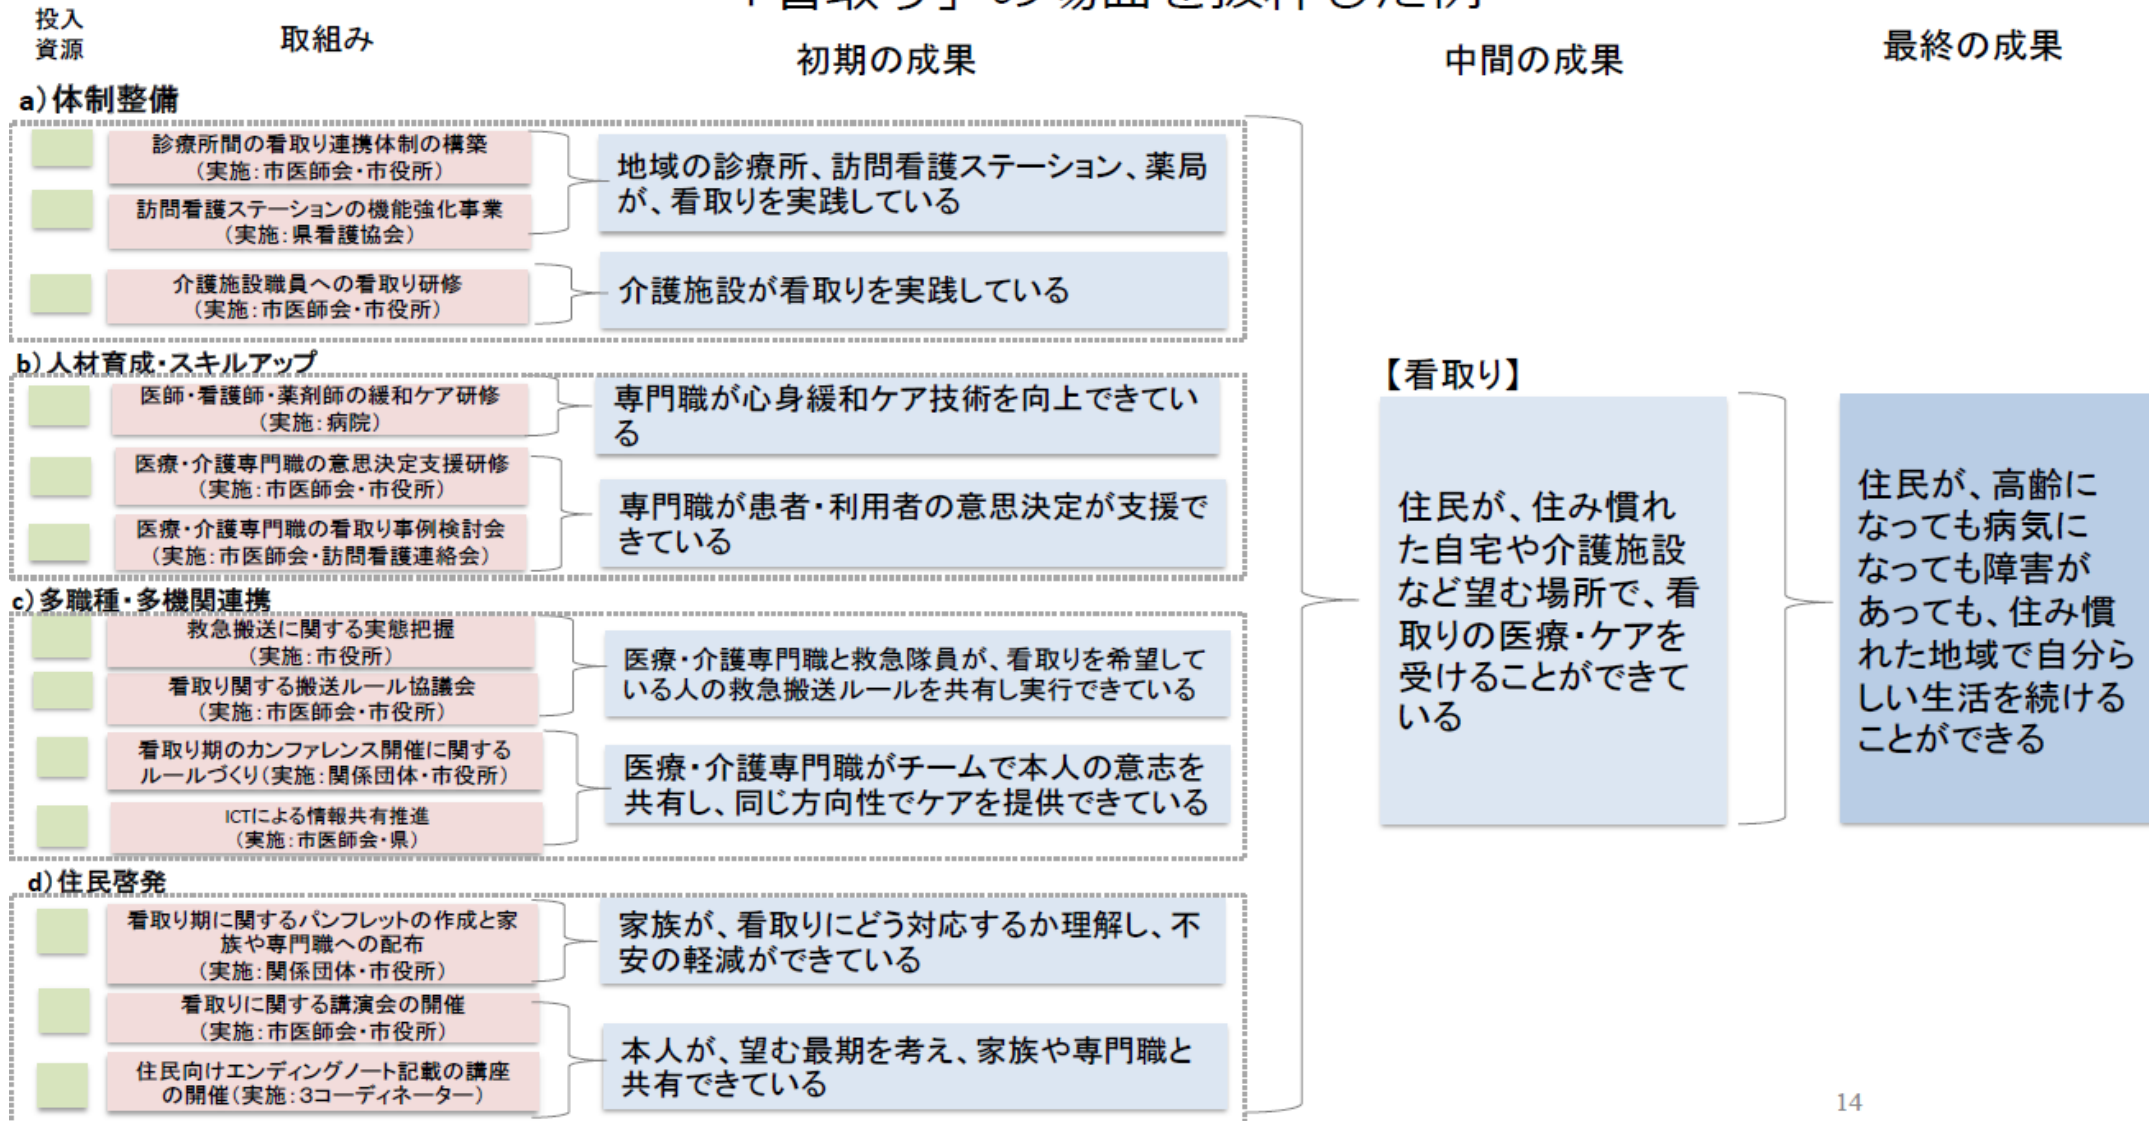 投入
資源
取組み
初期の成果
中間の成果
最終の成果
a)体制整備
診療所間の看取り連携体制の構築
(実施:市医師会・市役所)
訪問看護ステーションの機能強化事業
(実施:県看護協会)
地域の診療所、訪問看護ステーション、薬局
が、看取りを実践している
介護施設職員への看取り研修
(実施:市医師会・市役所)
介護施設が看取りを実践している
b)人材育成・スキルアップ
医師・看護師・薬剤師の緩和ケア研修
(実施:病院)
専門職が心身緩和ケア技術を向上できてい
る
医療・介護専門職の意思決定支援研修
(実施:市医師会・市役所)
医療・介護専門職の看取り事例検討会
(実施:市医師会・訪問看護連絡会)
専門職が患者・利用者の意思決定が支援で
きている
c)多職種・多機関連携
救急搬送に関する実態把握
(実施:市役所)
看取り関する搬送ルール協議会
(実施:市医師会・市役所)
医療・介護専門職と救急隊員が、看取りを希望して
いる人の救急搬送ルールを共有し実行できている
看取り期のカンファレンス開催に関する
ルールづくり(実施:関係団体・市役所)
ICTによる情報共有推進
(実施:市医師会・県)
医療・介護専門職がチームで本人の意志を
共有し、同じ方向性でケアを提供できている
d)住民啓発
看取り期に関するパンフレットの作成と家
族や専門職への配布
(実施:関係団体・市役所)
家族が、看取りにどう対応するか理解し、不
安の軽減ができている
看取りに関する講演会の開催
(実施:市医師会・市役所)
住民向けエンディングノート記載の講座
の開催(実施:3コーディネーター)
本人が、望む最期を考え、家族や専門職と
共有できている
【看取り】
住民が、住み慣れ
た自宅や介護施設
など望む場所で、看
取りの医療・ケアを
受けることができて
いる
住民が、高齢に
なっても病気に
なっても障害が
あっても、住み慣
れた地域で自分ら
しい生活を続ける
ことができる
14